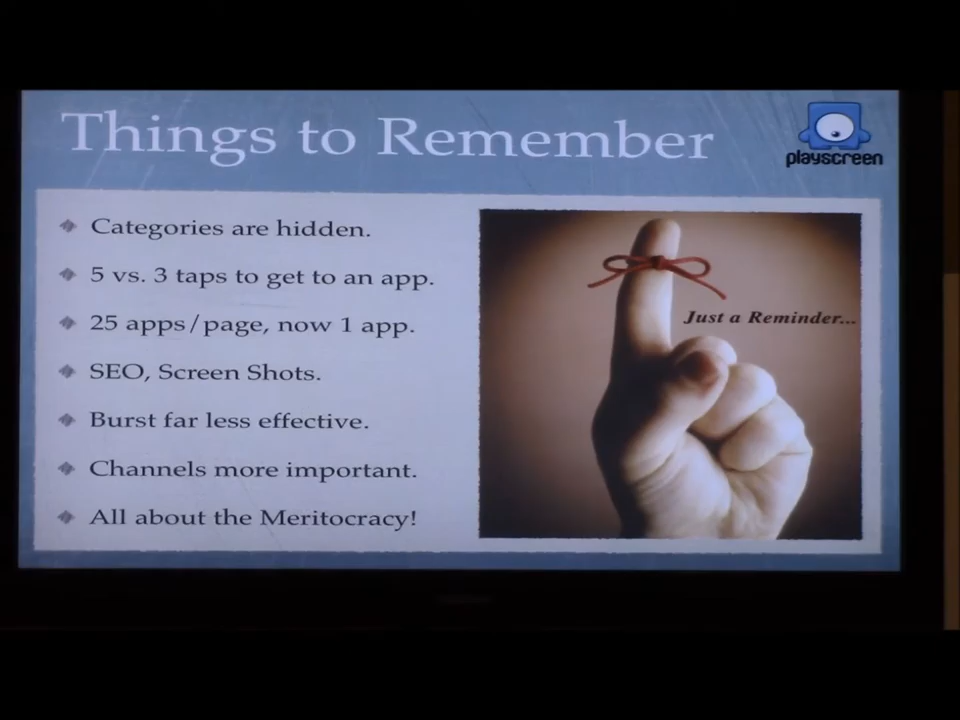 Things to Remember
playscreen
Categories are hidden.
5 vs. 3 taps to get to an app.
25 apps/page, now 1 app.
SEO, Screen Shots.
Burst far less effective.
Channels more important.
All about the Meritocracy!
Just a Reminder...